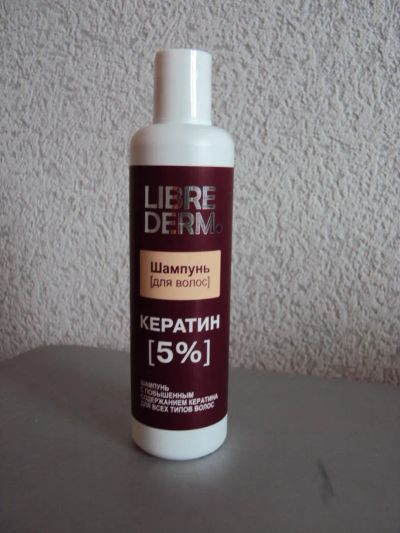 LIBRE
DERM.
Шампунь
[для волос]
КЕРАТИН
[5%]
ШАМПУНЬ
С ПОВЫШЕННЫМ
СОДЕРЖАНИЕМ КЕРАТИНА
ДЛЯ ВСЕХ ТИПОВ ВОЛОС